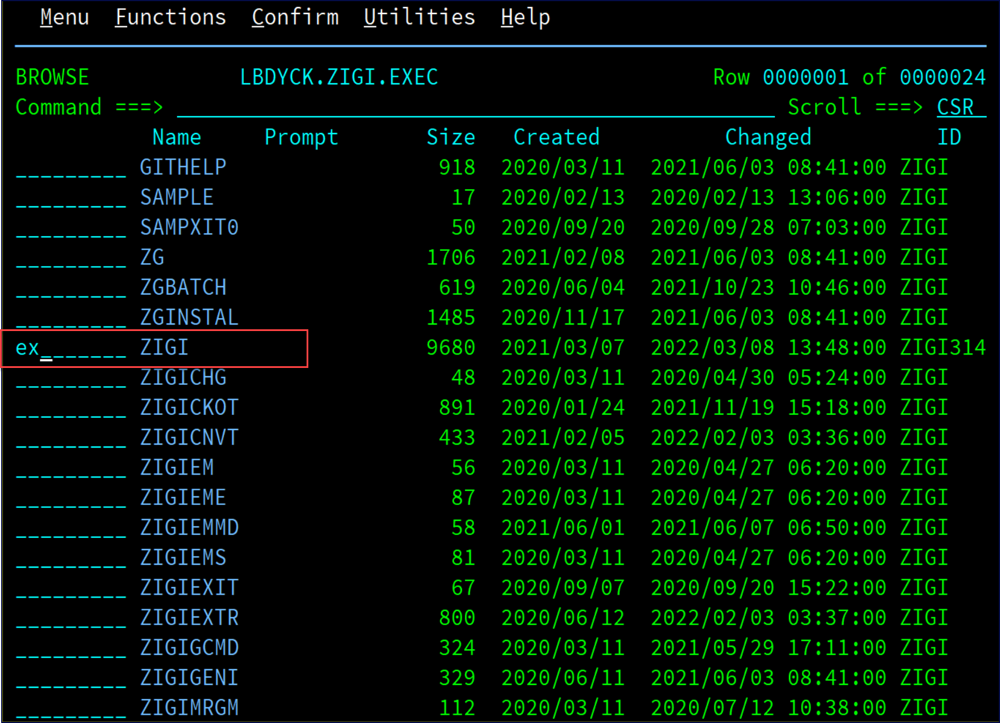 Menu Functions Confirm Utilities Help
BROWSE LBDYCK.ZIGI.EXEC Row 0000001 of 0000024
Command ===> Scroll ===> CSR
Name Prompt Size Created Changed ID
_________ GITHELP 918 2020/03/11 2021/06/03 08:41:00 ZIGI
_________ SAMPLE 17 2020/02/13 2020/02/13 13:06:00 ZIGI
_________ SAMPXIT0 50 2020/09/20 2020/09/28 07:03:00 ZIGI
_________ ZG 1706 2021/02/08 2021/06/03 08:41:00 ZIGI
_________ ZGBATCH 619 2020/06/04 2021/10/23 10:46:00 ZIGI
_________ ZGINSTAL 1485 2020/11/17 2021/06/03 08:41:00 ZIGI
ex_______ ZIGI 9680 2021/03/07 2022/03/08 13:48:00 ZIGI314
_________ ZIGICHG 48 2020/03/11 2020/04/30 05:24:00 ZIGI
_________ ZIGICKOT 891 2020/01/24 2021/11/19 15:18:00 ZIGI
_________ ZIGICNVT 433 2021/02/05 2022/02/03 03:36:00 ZIGI
_________ ZIGIEM 56 2020/03/11 2020/04/27 06:20:00 ZIGI
_________ ZIGIEME 87 2020/03/11 2020/04/27 06:20:00 ZIGI
_________ ZIGIEMMD 58 2021/06/01 2021/06/07 06:50:00 ZIGI
_________ ZIGIEMS 81 2020/03/11 2020/04/27 06:20:00 ZIGI
_________ ZIGIEXIT 67 2020/09/07 2020/09/20 15:22:00 ZIGI
_________ ZIGIEXTR 800 2020/06/12 2022/02/03 03:37:00 ZIGI
_________ ZIGIGCMD 324 2020/03/11 2021/05/29 17:11:00 ZIGI
_________ ZIGIGENI 329 2020/06/11 2021/06/03 08:41:00 ZIGI
_________ ZIGIMRGM 112 2020/03/11 2020/07/12 10:38:00 ZIGI